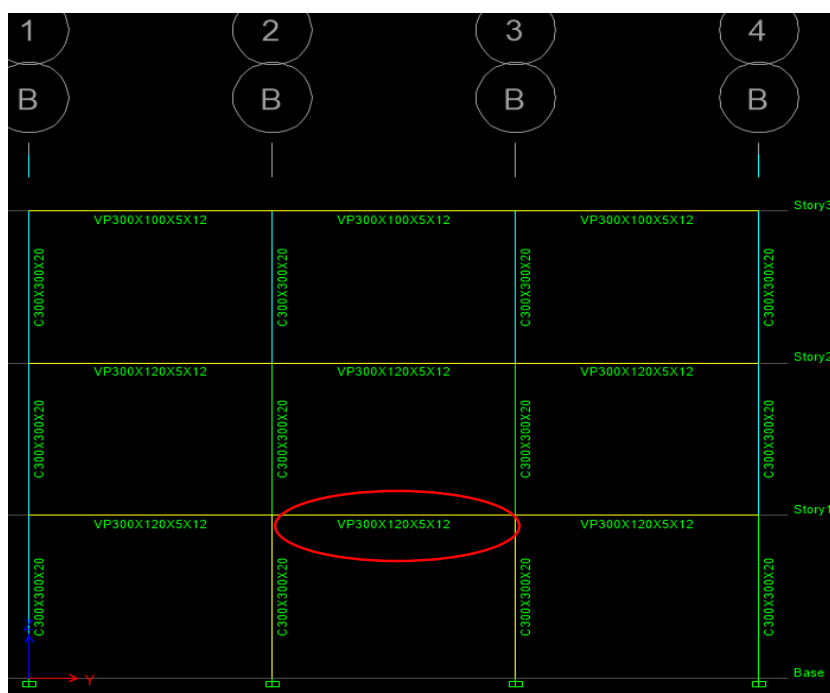 1 2 3 4
B B B B
Story3
VP300X100X5X12 VP300X100X5X12 VP300X100X5X12
C300X300X20 C300X300X20 C300X300X20 C300X300X20
Story2
VP300X120X5X12 VP300X120X5X12 VP300X120X5X12
C300X300X20 C300X300X20 C300X300X20 C300X300X20
Story1
VP300X120X5X12 VP300X120X5X12 VP300X120X5X12
C300X300X20 C300X300X20 C300X300X20 C300X300X20
Z
Base
Y